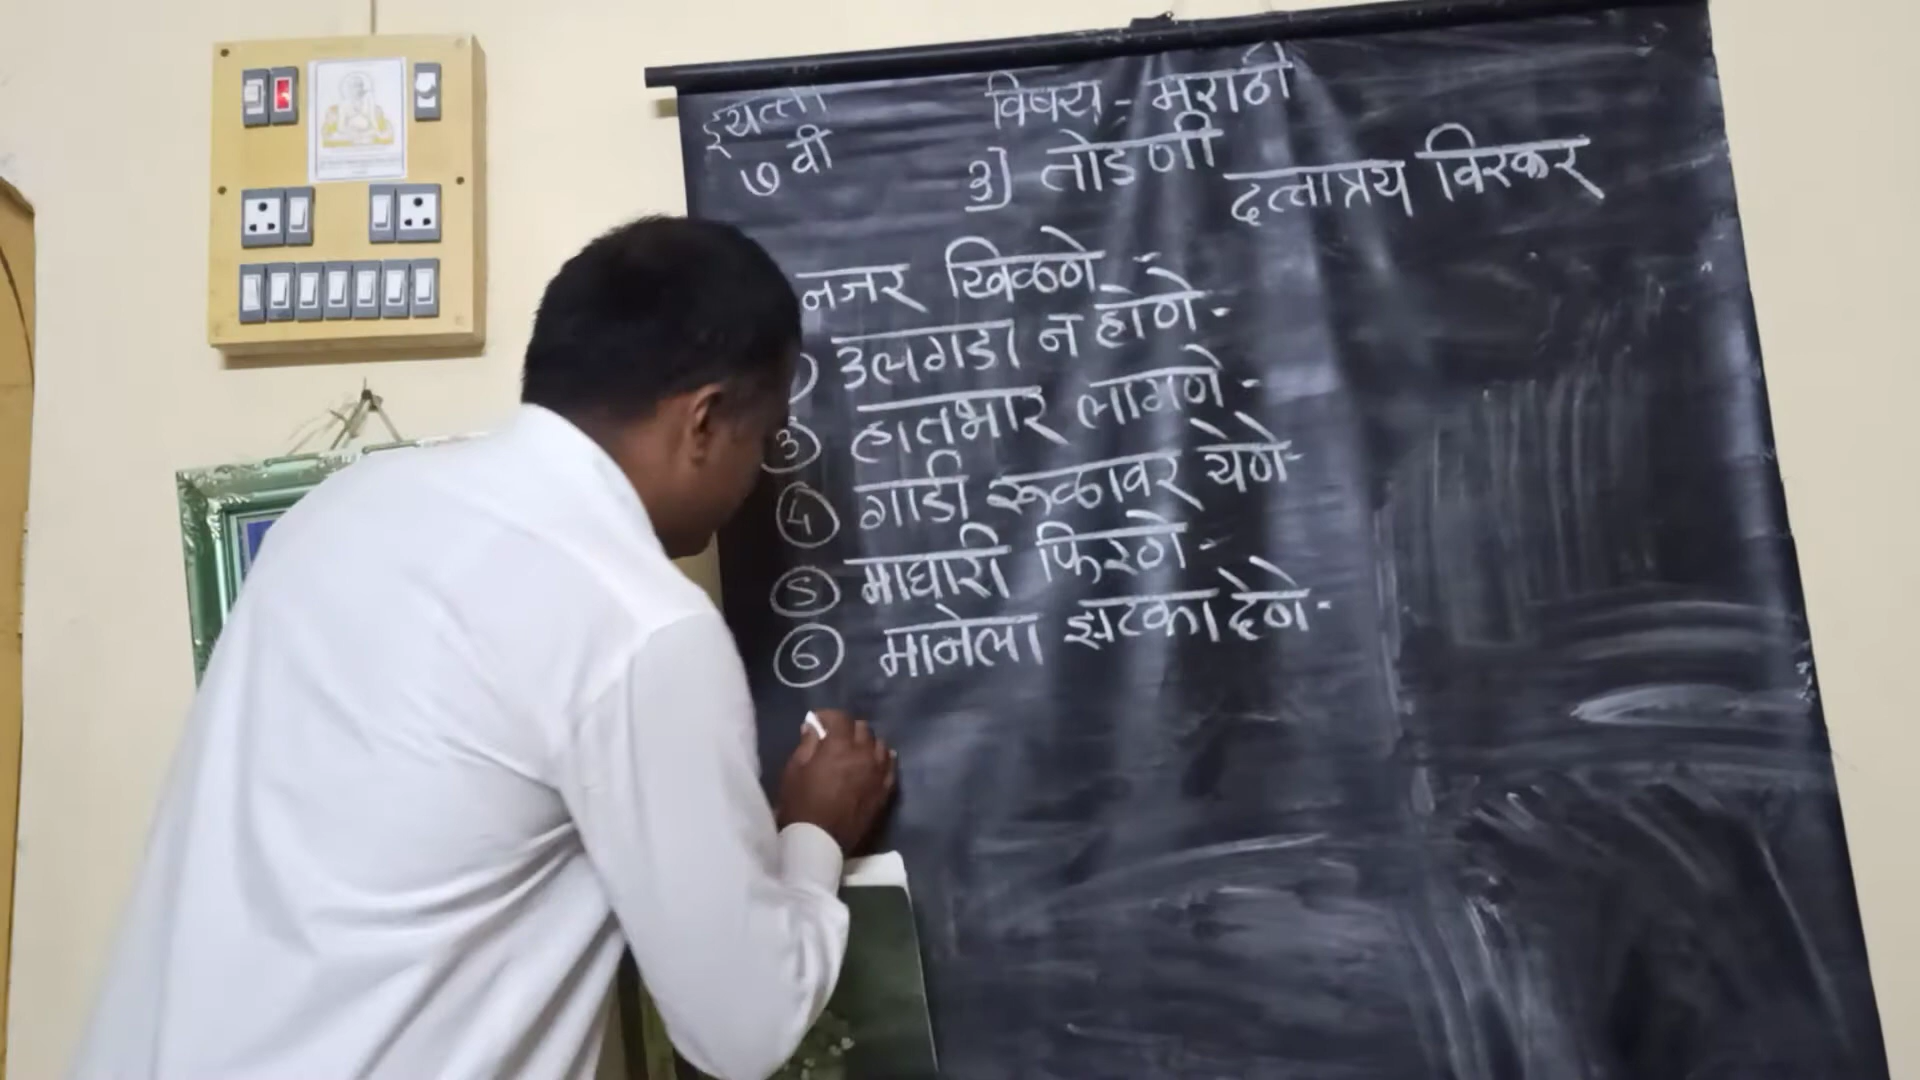 इयत्ता
७ वी
विषय - मराठी
3] तोडणी
दत्तात्रय विरकर
नजर खिळणे -
) उलगडा न होणे -
③ हातभार लागणे -
④ गाडी रूळावर येणे -
⑤ माघारी फिरणे -
⑥ मानेला झटका देणे -